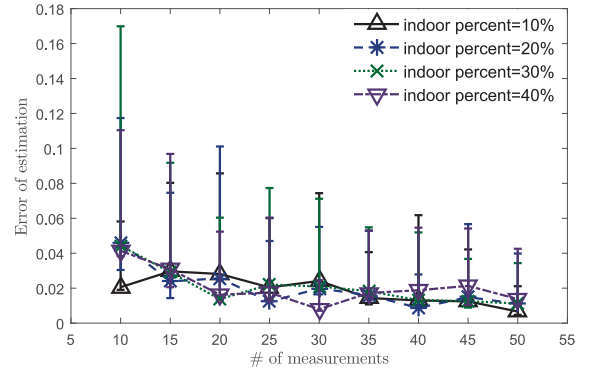 0.18
0.16
0.14
0.12
0.1
0.08
0.06
0.04
0.02
0
Error of estimation
indoor percent=10%
indoor percent=20%
indoor percent=30%
indoor percent=40%
5 10 15 20 25 30 35 40 45 50 55
# of measurements